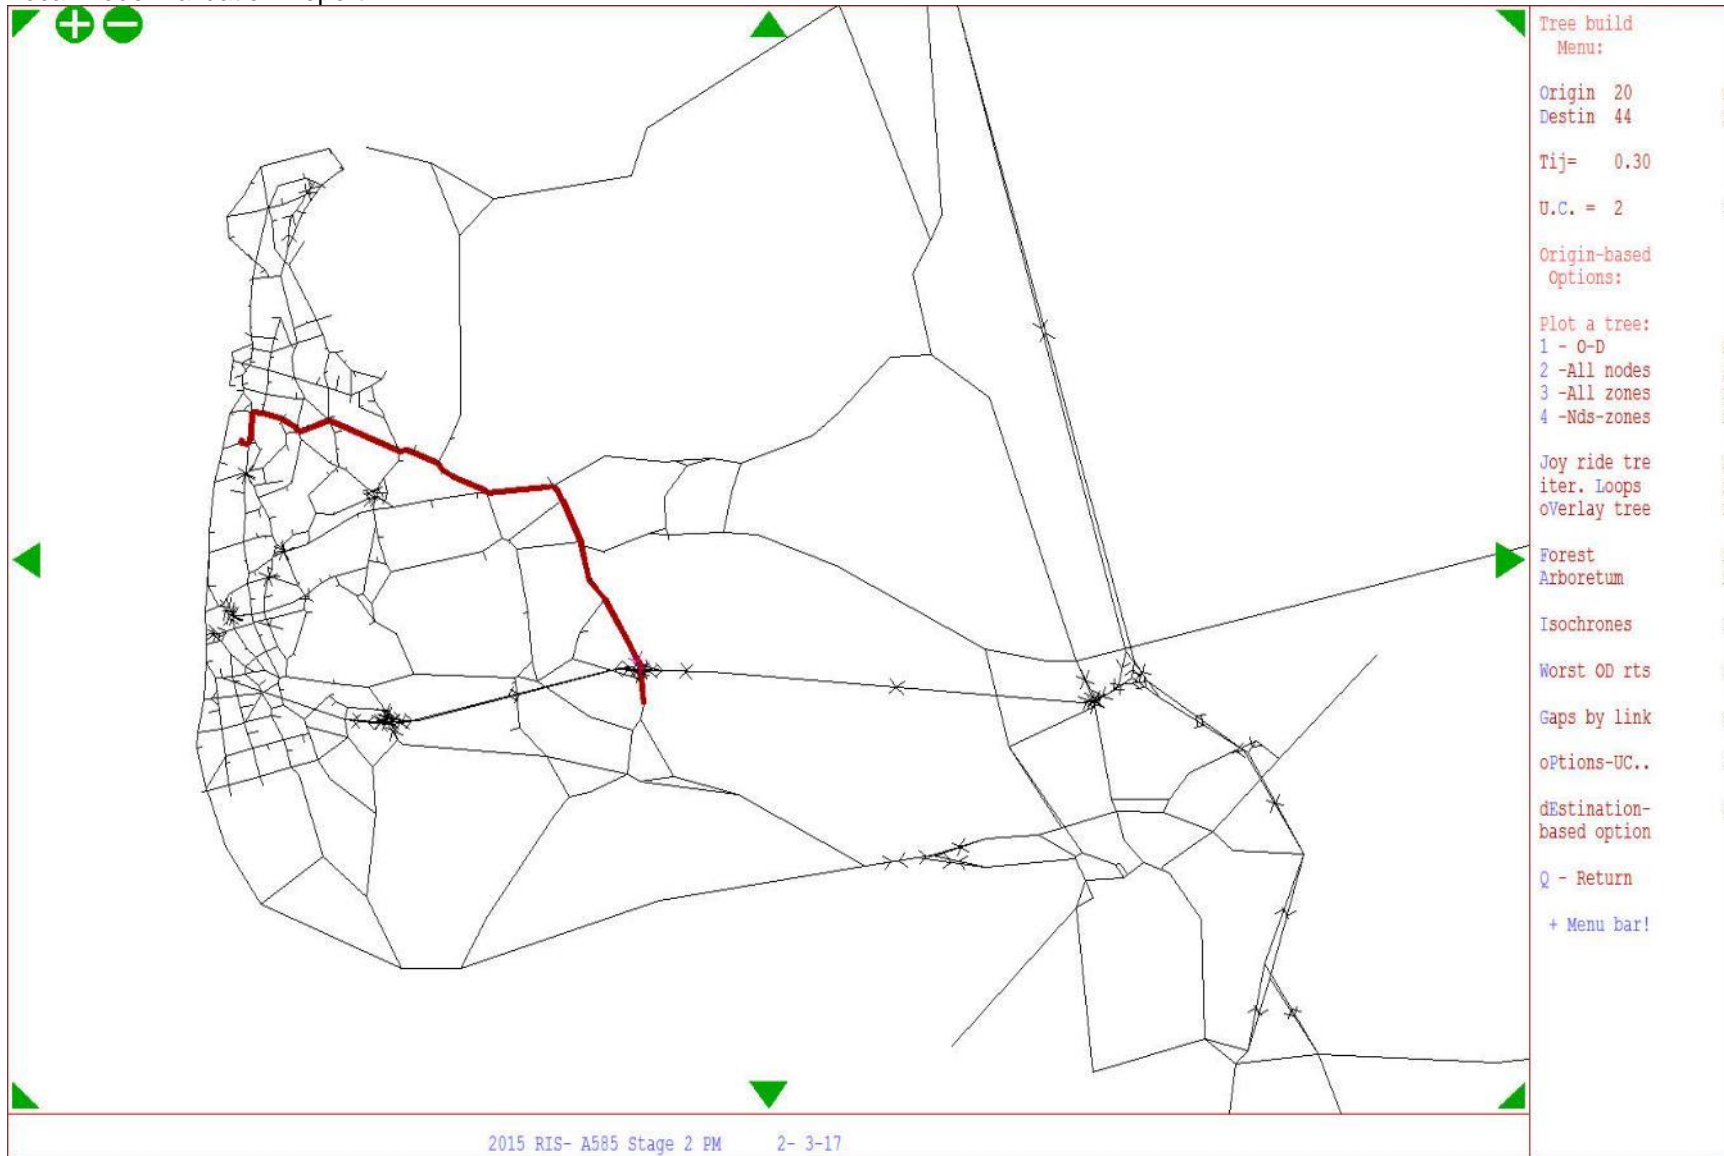 Tree build
Menu:
Origin 20
Destin 44
Tij= 0.30
U.C. = 2
Origin-based
Options:
Plot a tree:
1 - O-D
2 -All nodes
3 -All zones
4 -Nds-zones
Joy ride tre
iter. Loops
oVerlay tree
Forest
Arboretum
Isochrones
Worst OD rts
Gaps by link
oPtions-UC..
dEstination-
based option
Q - Return
+ Menu bar!
2015 RIS- A585 Stage 2 PM 2- 3-17